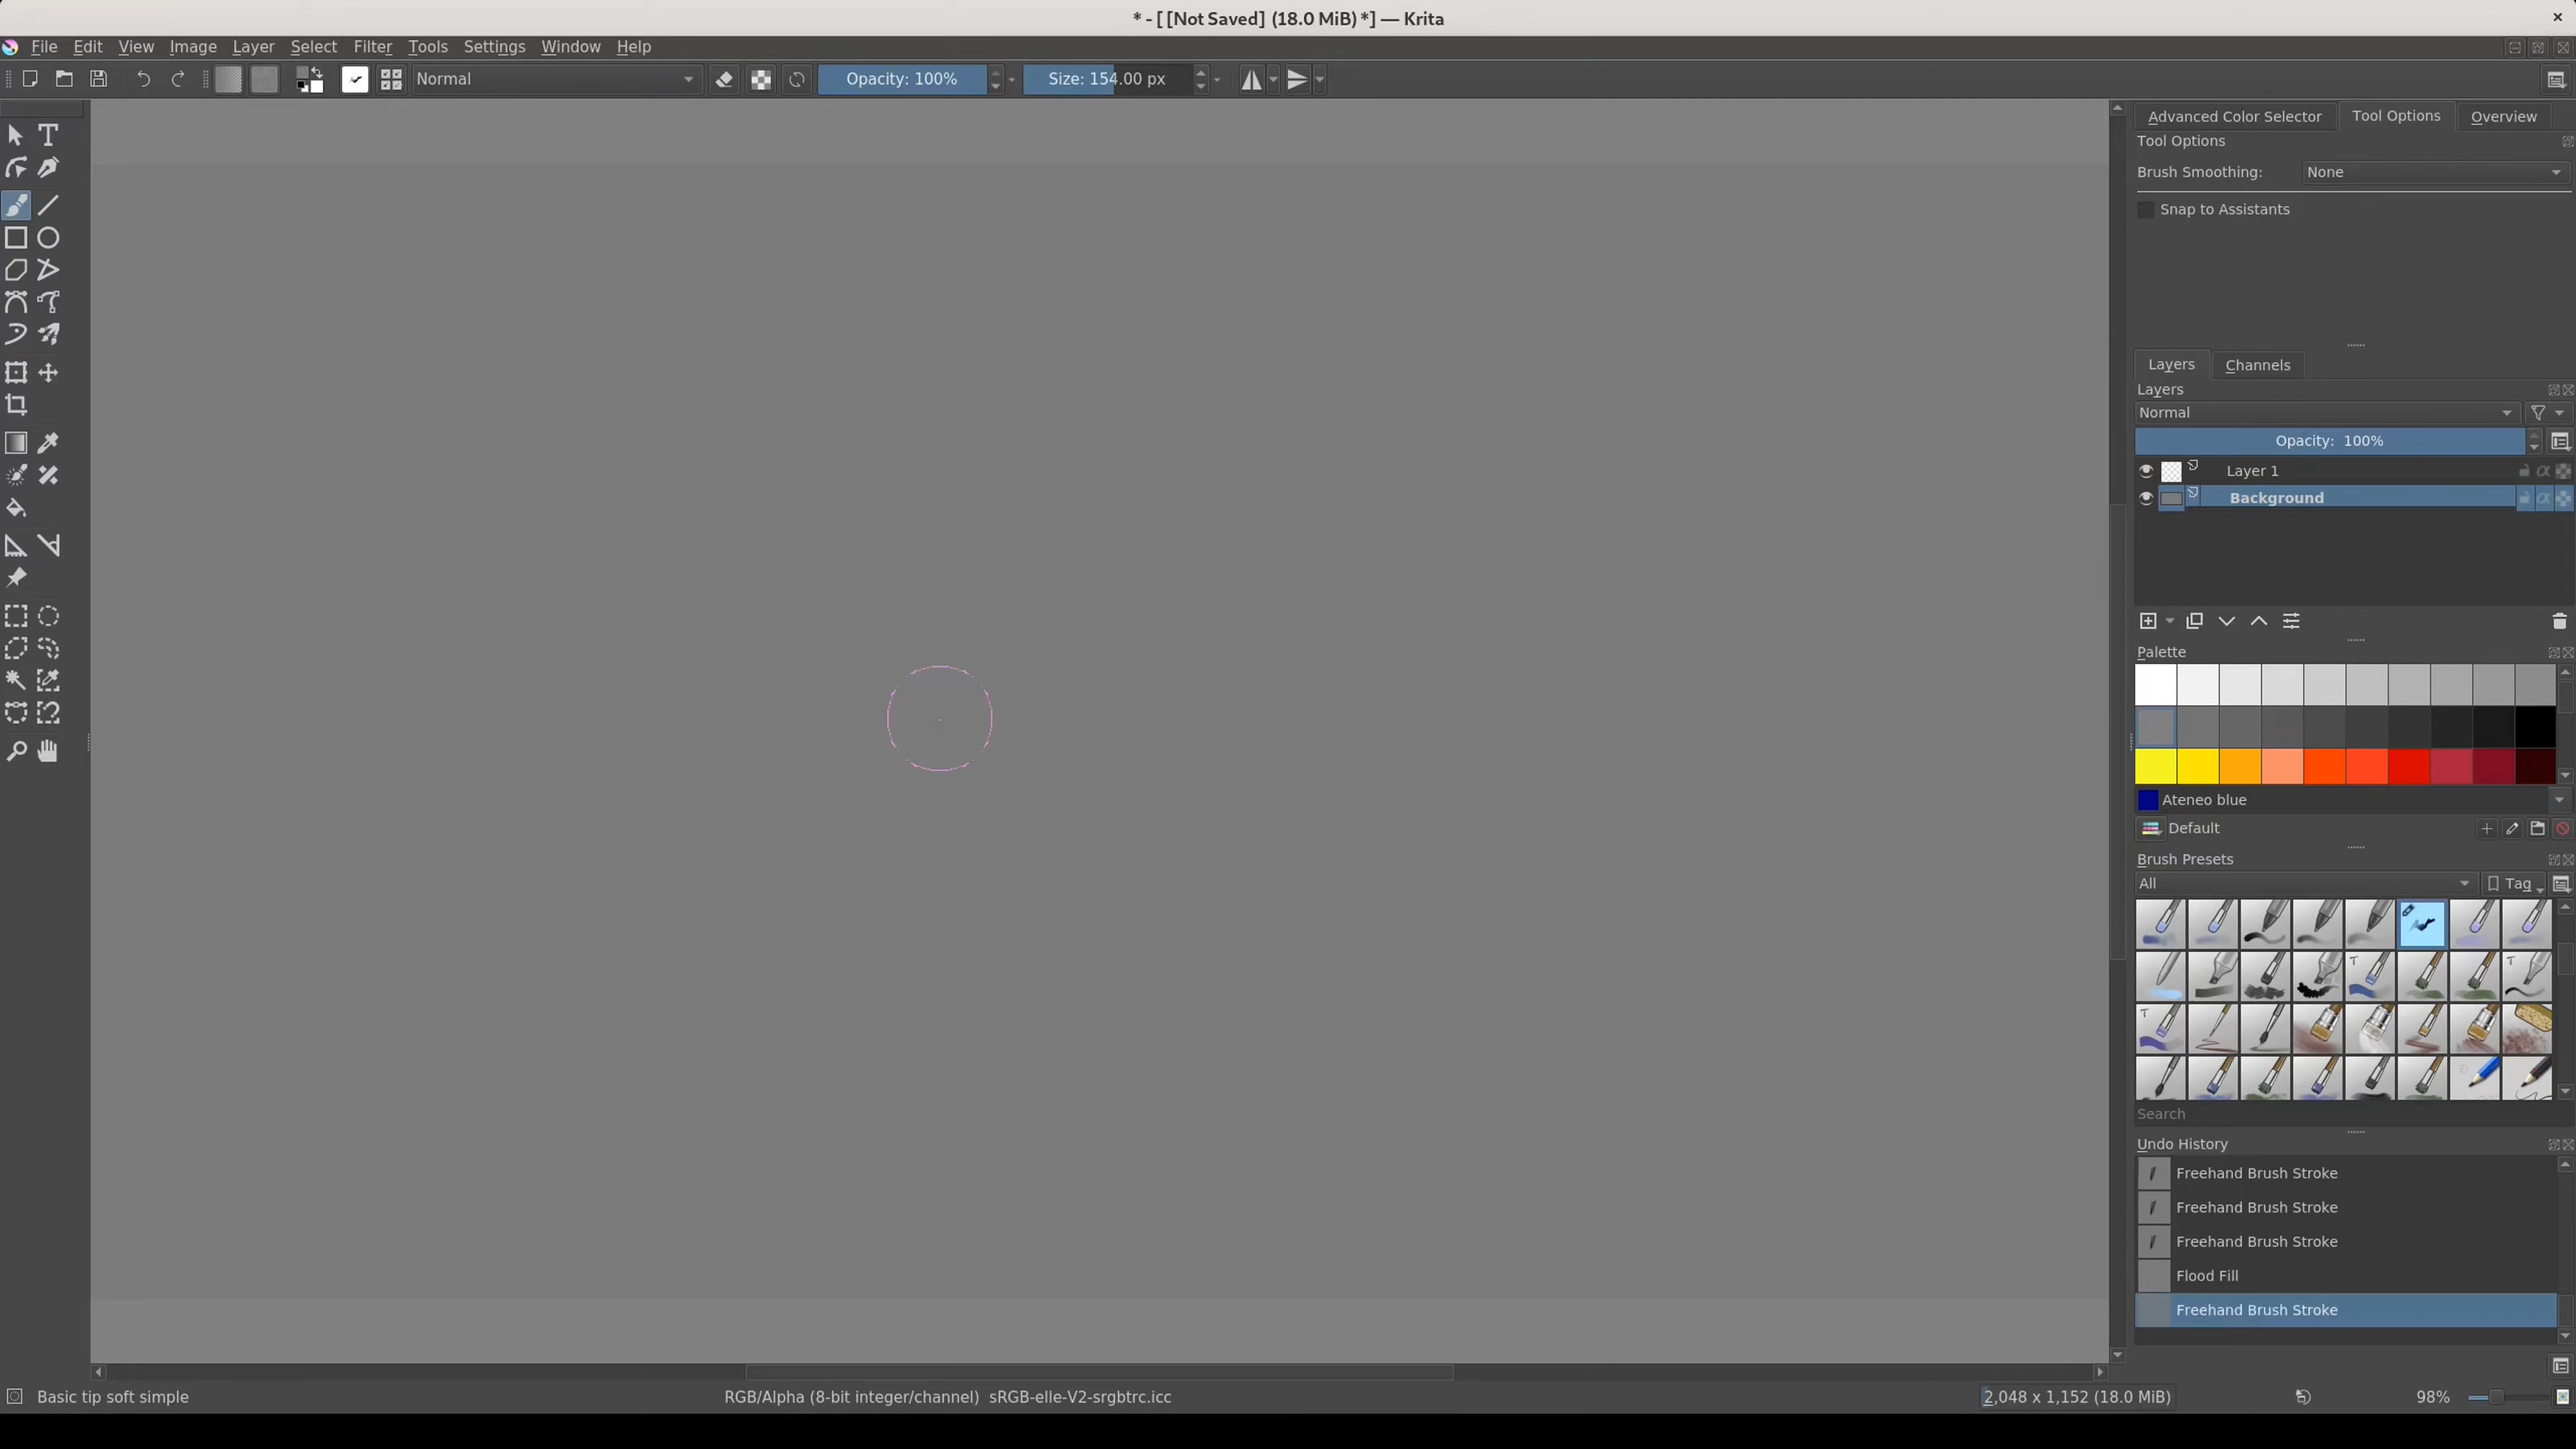 * - [ [Not Saved] (18.0 MiB) *] — Krita
File Edit View Image Layer Select Filter Tools Settings Window Help
Normal Opacity: 100% Size: 154.00 px
Advanced Color Selector Tool Options Overview
Tool Options
Brush Smoothing: None
Snap to Assistants
Layers Channels
Layers
Normal
Opacity: 100%
Layer 1
Background
Palette
Ateneo blue
Default
Brush Presets
All Tag
Search
Undo History
Freehand Brush Stroke
Freehand Brush Stroke
Freehand Brush Stroke
Flood Fill
Freehand Brush Stroke
Basic tip soft simple RGB/Alpha (8-bit integer/channel) sRGB-elle-V2-srgbtrc.icc 2,048 x 1,152 (18.0 MiB) 98%